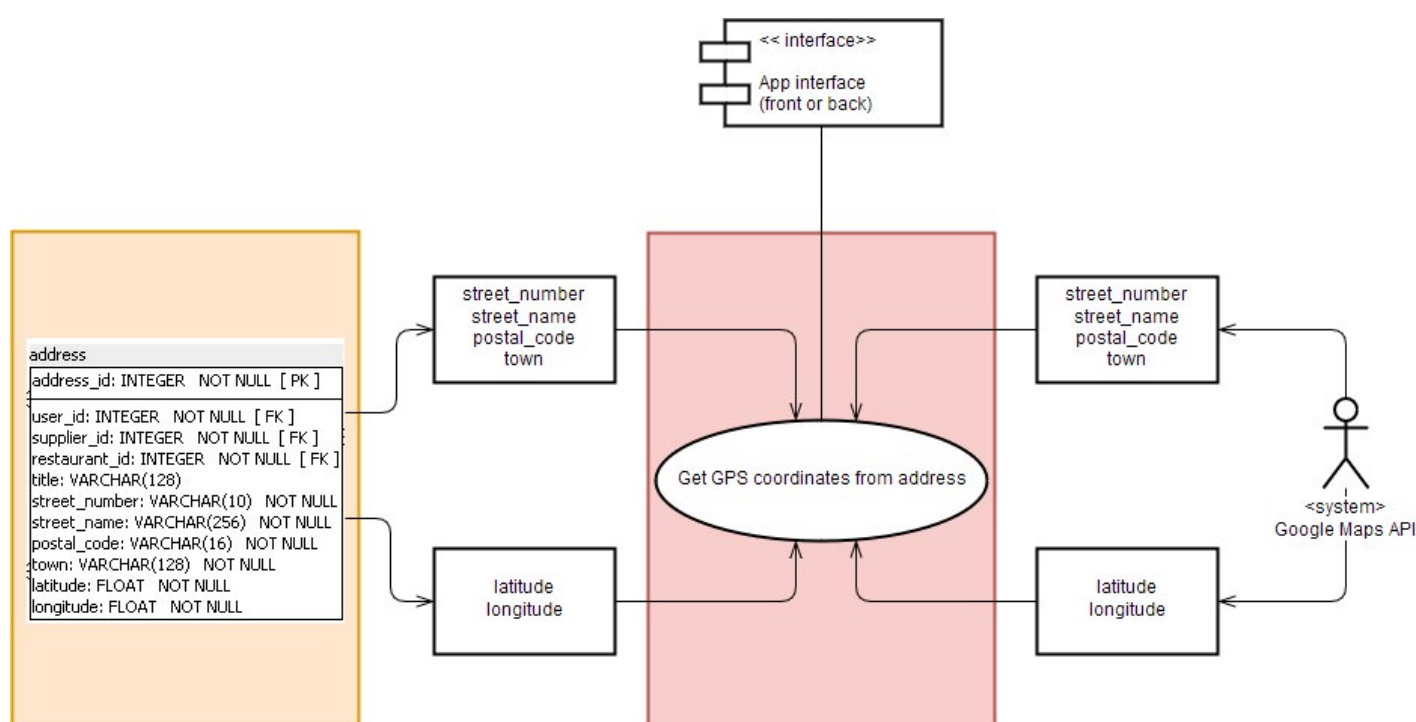 << interface>>
App interface
(front or back)
address
address_id: INTEGER NOT NULL [ PK ]
user_id: INTEGER NOT NULL [ FK ]
supplier_id: INTEGER NOT NULL [ FK ]
restaurant_id: INTEGER NOT NULL [ FK ]
title: VARCHAR(128)
street_number: VARCHAR(10) NOT NULL
street_name: VARCHAR(256) NOT NULL
postal_code: VARCHAR(16) NOT NULL
town: VARCHAR(128) NOT NULL
latitude: FLOAT NOT NULL
longitude: FLOAT NOT NULL
street_number
street_name
postal_code
town
latitude
longitude
Get GPS coordinates from address
street_number
street_name
postal_code
town
latitude
longitude
<system>
Google Maps API